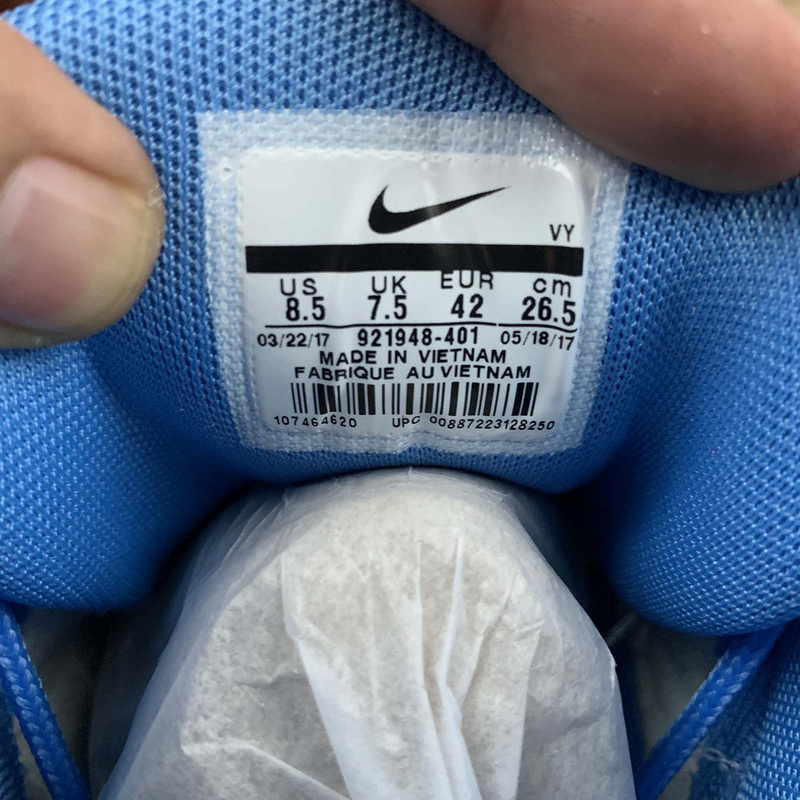 VY
US UK EUR cm
8.5 7.5 42 26.5
03/22/17 921948-401 05/18/17
MADE IN VIETNAM
FABRIQUE AU VIETNAM
107464620 UPC 00887223128250